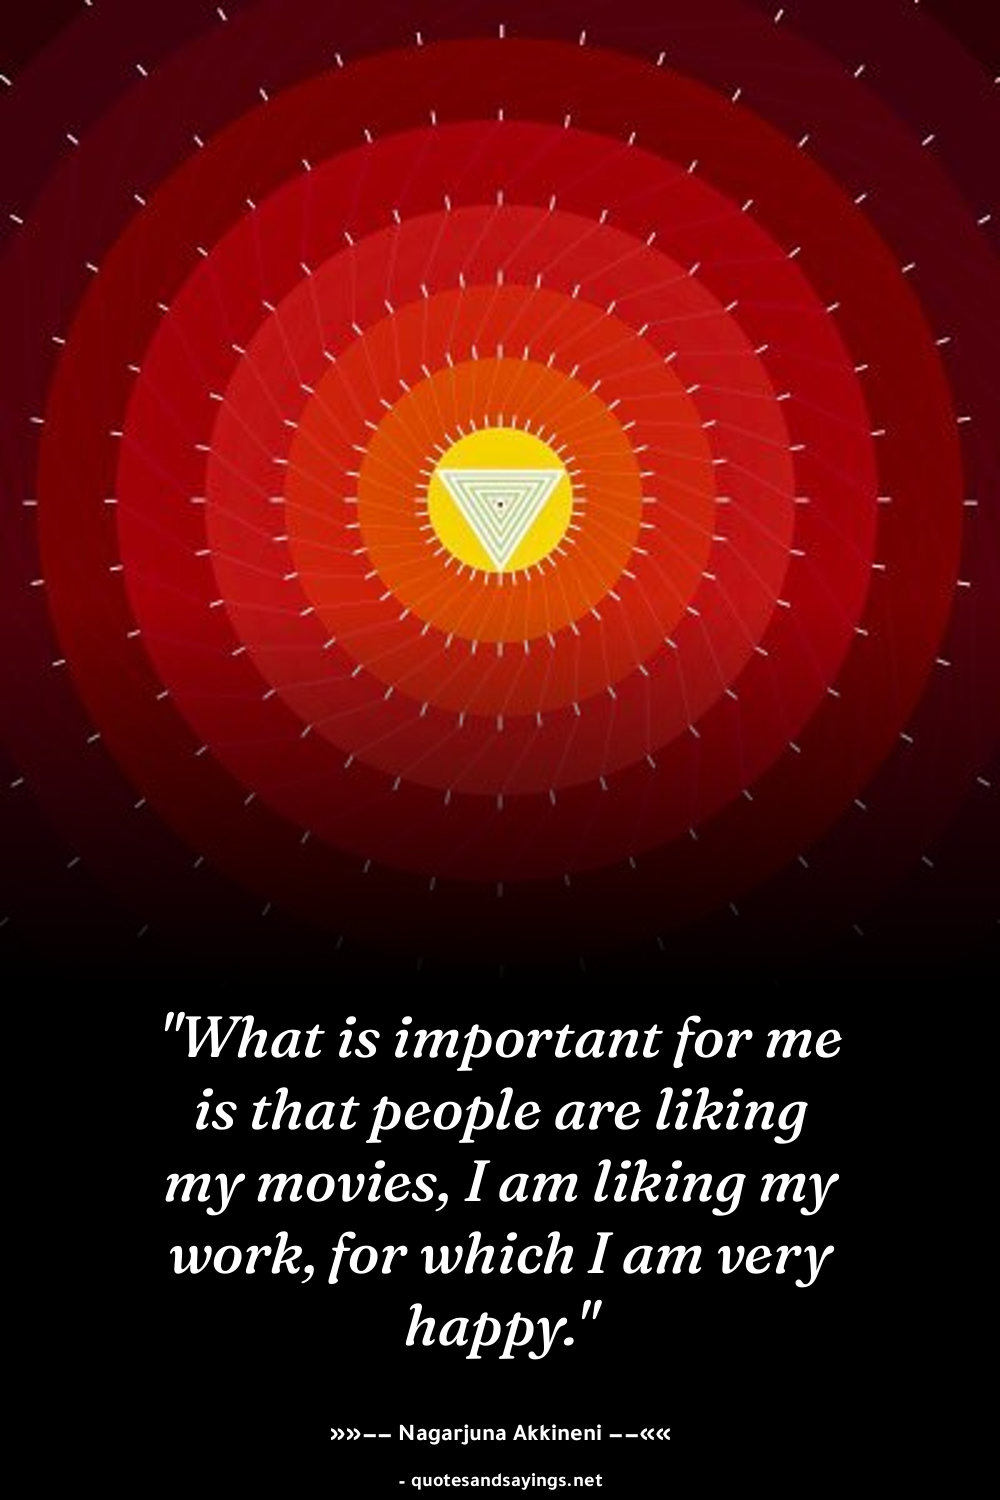 "What is important for me
is that people are liking
my movies, I am liking my
work, for which I am very
happy."
»»–– Nagarjuna Akkineni ––««
- quotesandsayings.net